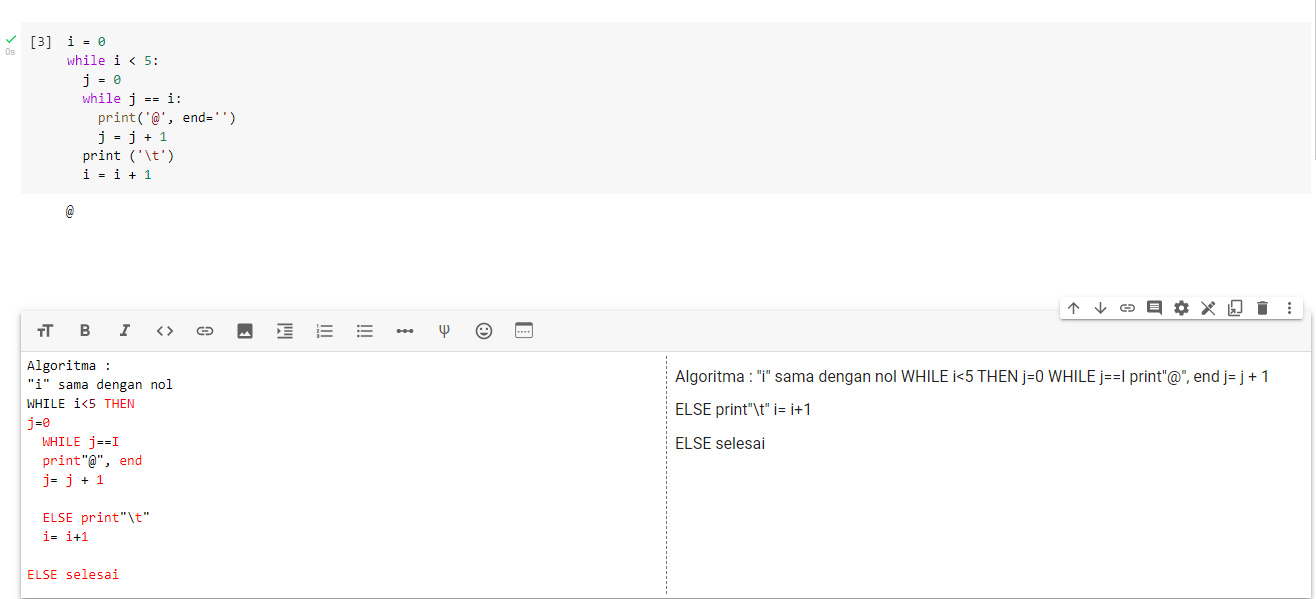 [3] i = 0
0s
while i < 5:
j = 0
while j == i:
print('@', end='')
j = j + 1
print ('\t')
i = i + 1
@
Algoritma :
"i" sama dengan nol
WHILE i<5 THEN
j=0
WHILE j==I
print"@", end
j= j + 1
ELSE print"\t"
i= i+1
ELSE selesai
Algoritma : "i" sama dengan nol WHILE i<5 THEN j=0 WHILE j==I print"@", end j= j + 1
ELSE print"\t" i= i+1
ELSE selesai